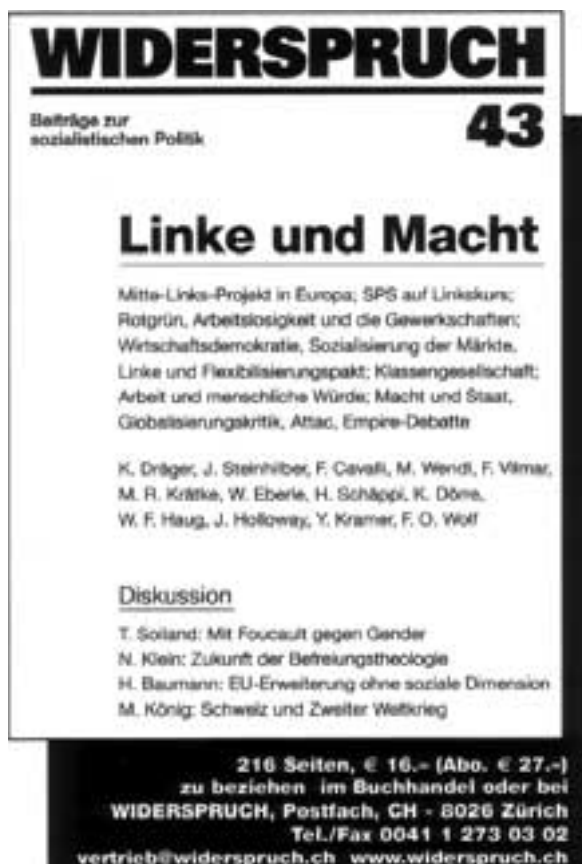 WIDERSPRUCH
Beiträge zur
sozialistischen Politik
43
Linke und Macht
Mitte-Links-Projekt in Europa; SPS auf Linkskurs;
Rotgrün, Arbeitslosigkeit und die Gewerkschaften;
Wirtschaftsdemokratie, Sozialisierung der Märkte,
Linke und Flexibilisierungspakt; Klassengesellschaft;
Arbeit und menschliche Würde; Macht und Staat,
Globalisierungskritik, Attac, Empire-Debatte
K. Dräger, J. Steinhilber, F. Cavalli, M. Wendl, F. Vilmar,
M. R. Krätke, W. Eberle, H. Schäppi, K. Dörre,
W. F. Haug, J. Holloway, Y. Kramer, F. O. Wolf
Diskussion
T. Soiland: Mit Foucault gegen Gender
N. Klein: Zukunft der Befreiungstheologie
H. Baumann: EU-Erweiterung ohne soziale Dimension
M. König: Schweiz und Zweiter Weltkrieg
216 Seiten, € 16.– (Abo. € 27.–)
zu beziehen im Buchhandel oder bei
WIDERSPRUCH, Postfach, CH - 8026 Zürich
Tel./Fax 0041 1 273 03 02
vertrieb@widerspruch.ch www.widerspruch.ch